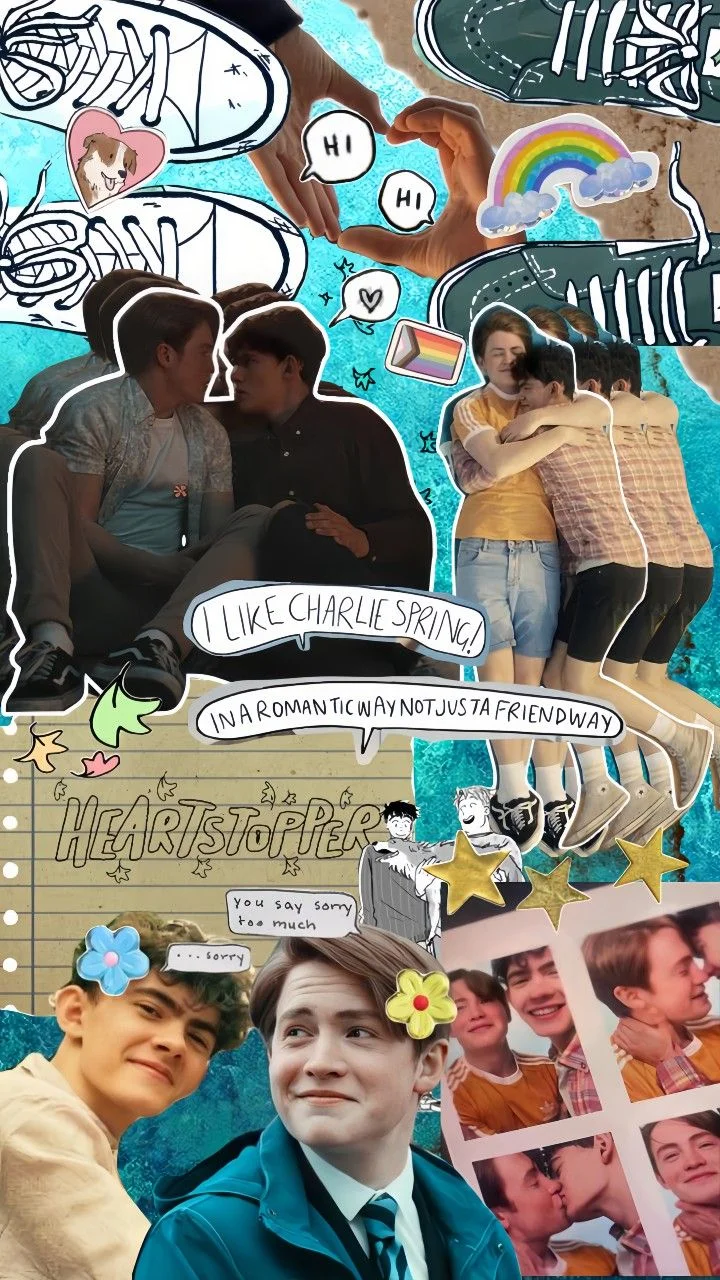 HI
HI
I LIKE CHARLIE SPRING!
IN A ROMANTIC WAY NOT JUST A FRIEND WAY
HEARTSTOPPER
you say sorry
too much
...sorry